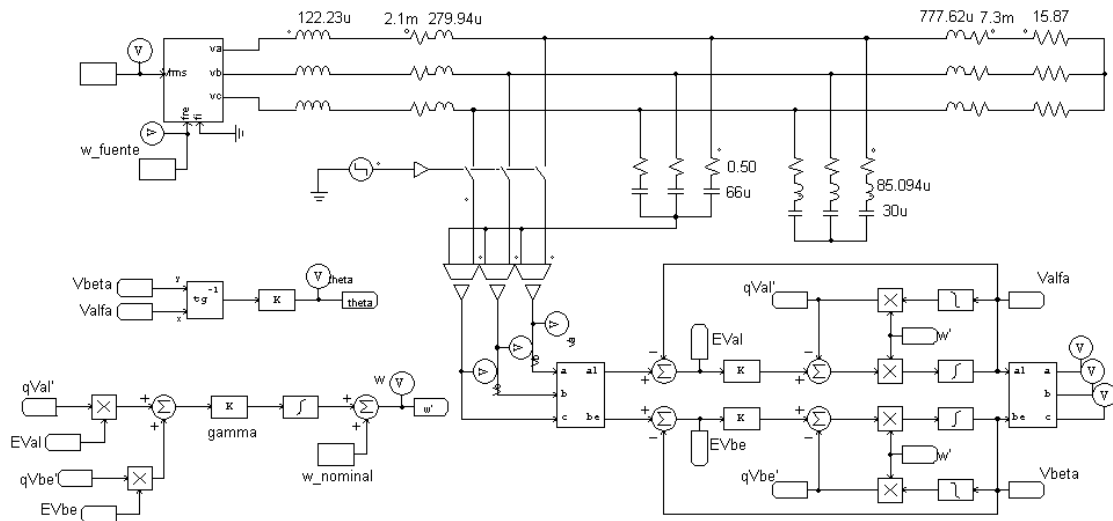 122.23u
2.1m
279.94u
777.62u
7.3m
15.87
V
Vrms
va
vb
vc
fre
fi
V
w_fuente
0.50
66u
85.094u
30u
Vbeta
Valfa
y
x
tg
-1
K
V
theta
theta
V
V
V
a
b
c
al
be
EVal
EVbe
K
K
qVal'
qVbe'
w'
w'
Valfa
Vbeta
al
be
a
b
c
V
V
V
qVal'
EVal
qVbe'
EVbe
K
gamma
w
V
w'
w_nominal